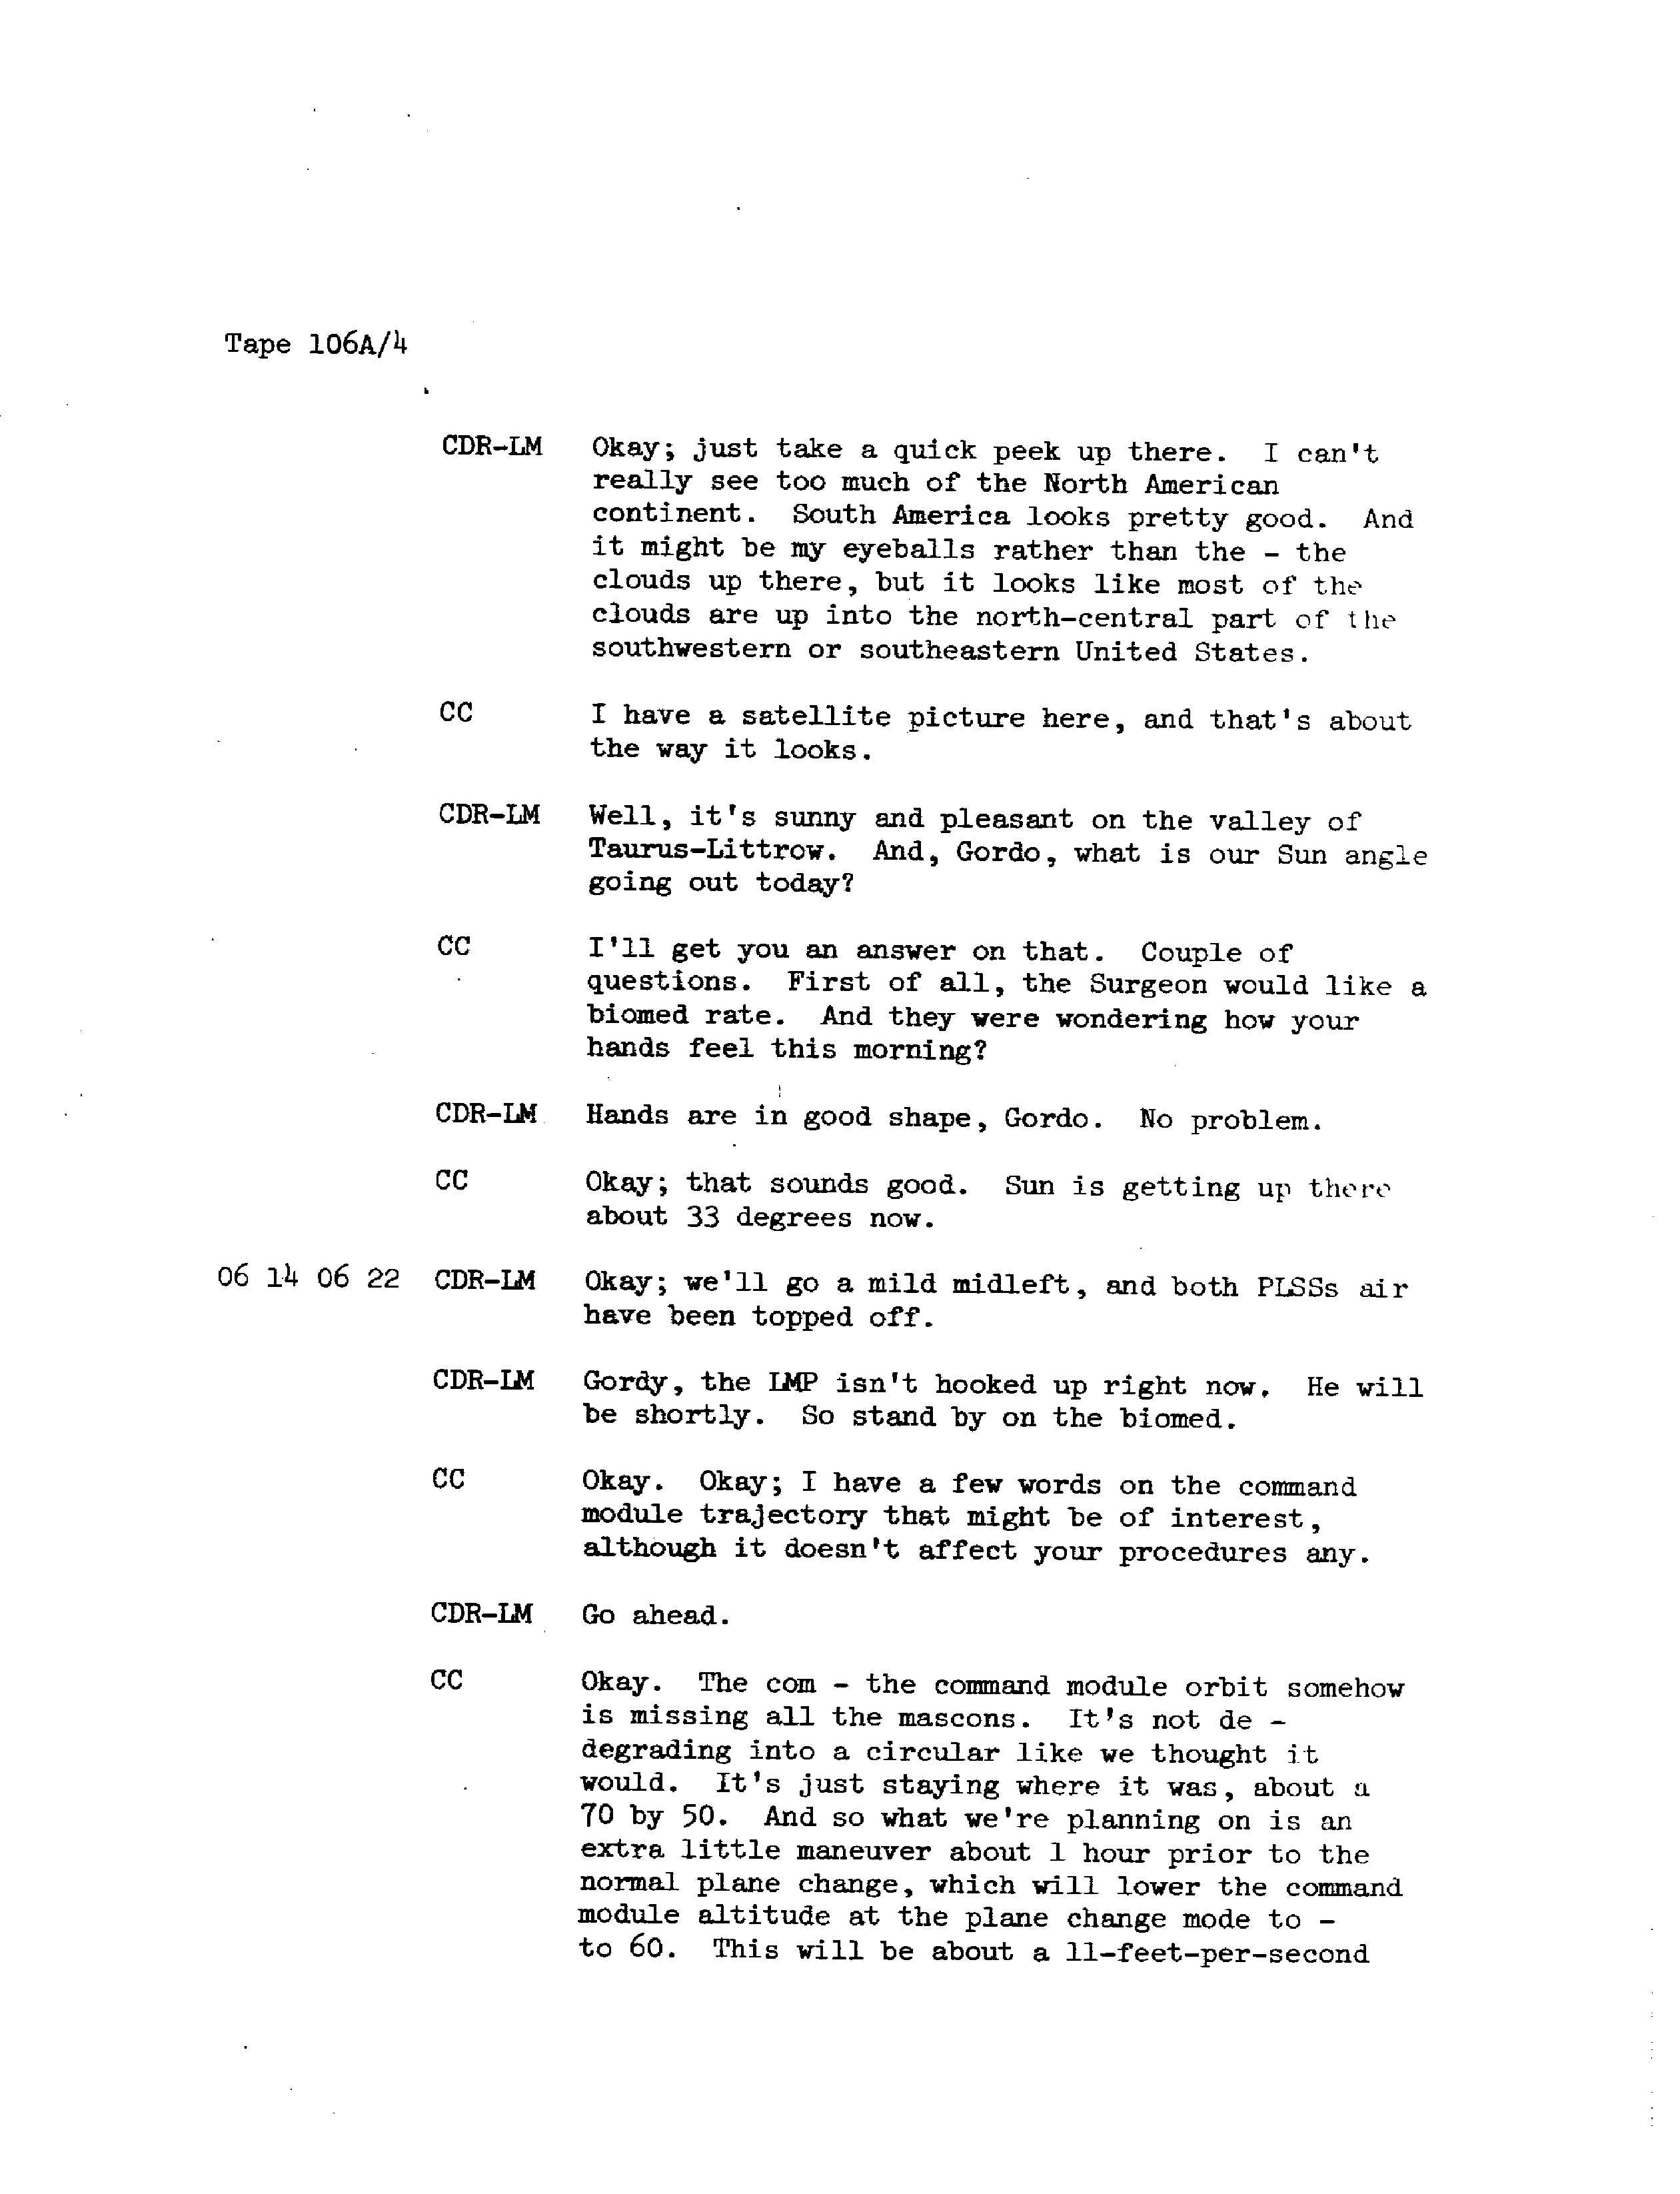 Tape 106A/4
CDR-LM Okay; just take a quick peek up there. I can't
really see too much of the North American
continent. South America looks pretty good. And
it might be my eyeballs rather than the - the
clouds up there, but it looks like most of the
clouds are up into the north-central part of the
southwestern or southeastern United States.
CC I have a satellite picture here, and that's about
the way it looks.
CDR-LM Well, it's sunny and pleasant on the valley of
Taurus-Littrow. And, Gordo, what is our Sun angle
going out today?
CC I'll get you an answer on that. Couple of
questions. First of all, the Surgeon would like a
biomed rate. And they were wondering how your
hands feel this morning?
CDR-LM Hands are in good shape, Gordo. No problem.
CC Okay; that sounds good. Sun is getting up there
about 33 degrees now.
06 14 06 22 CDR-LM Okay; we'll go a mild midleft, and both PLSSs air
have been topped off.
CDR-LM Gordy, the LMP isn't hooked up right now. He will
be shortly. So stand by on the biomed.
CC Okay. Okay; I have a few words on the command
module trajectory that might be of interest,
although it doesn't affect your procedures any.
CDR-LM Go ahead.
CC Okay. The com - the command module orbit somehow
is missing all the mascons. It's not de -
degrading into a circular like we thought it
would. It's just staying where it was, about a
70 by 50. And so what we're planning on is an
extra little maneuver about 1 hour prior to the
normal plane change, which will lower the command
module altitude at the plane change mode to -
to 60. This will be about a 11-feet-per-second